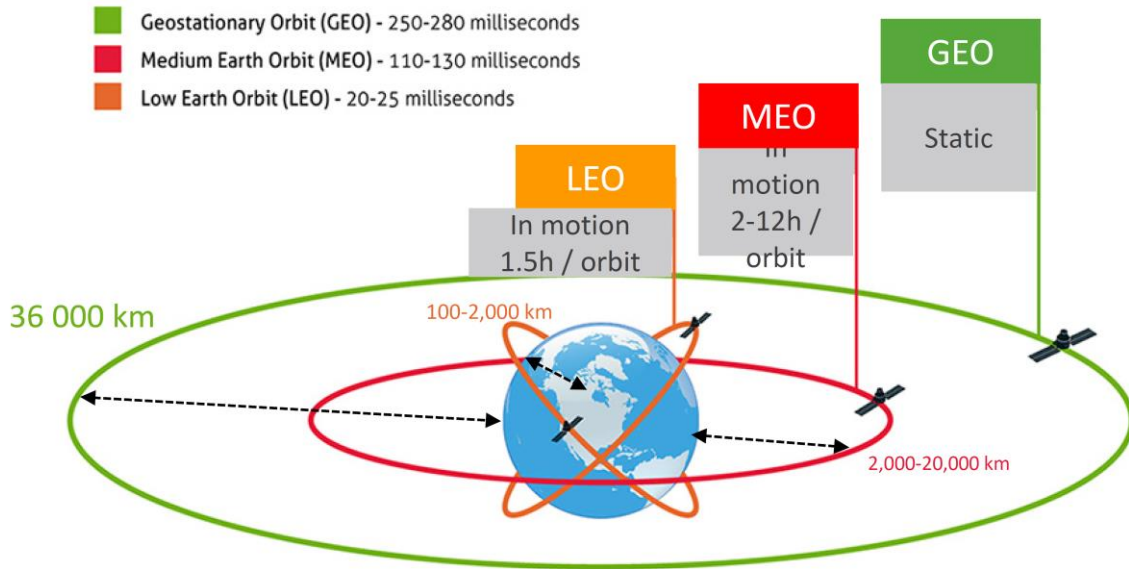 Geostationary Orbit (GEO) - 250-280 milliseconds
Medium Earth Orbit (MEO) - 110-130 milliseconds
Low Earth Orbit (LEO) - 20-25 milliseconds
GEO
Static
MEO
In
motion
2-12h /
orbit
LEO
In motion
1.5h / orbit
36 000 km
100-2,000 km
2,000-20,000 km